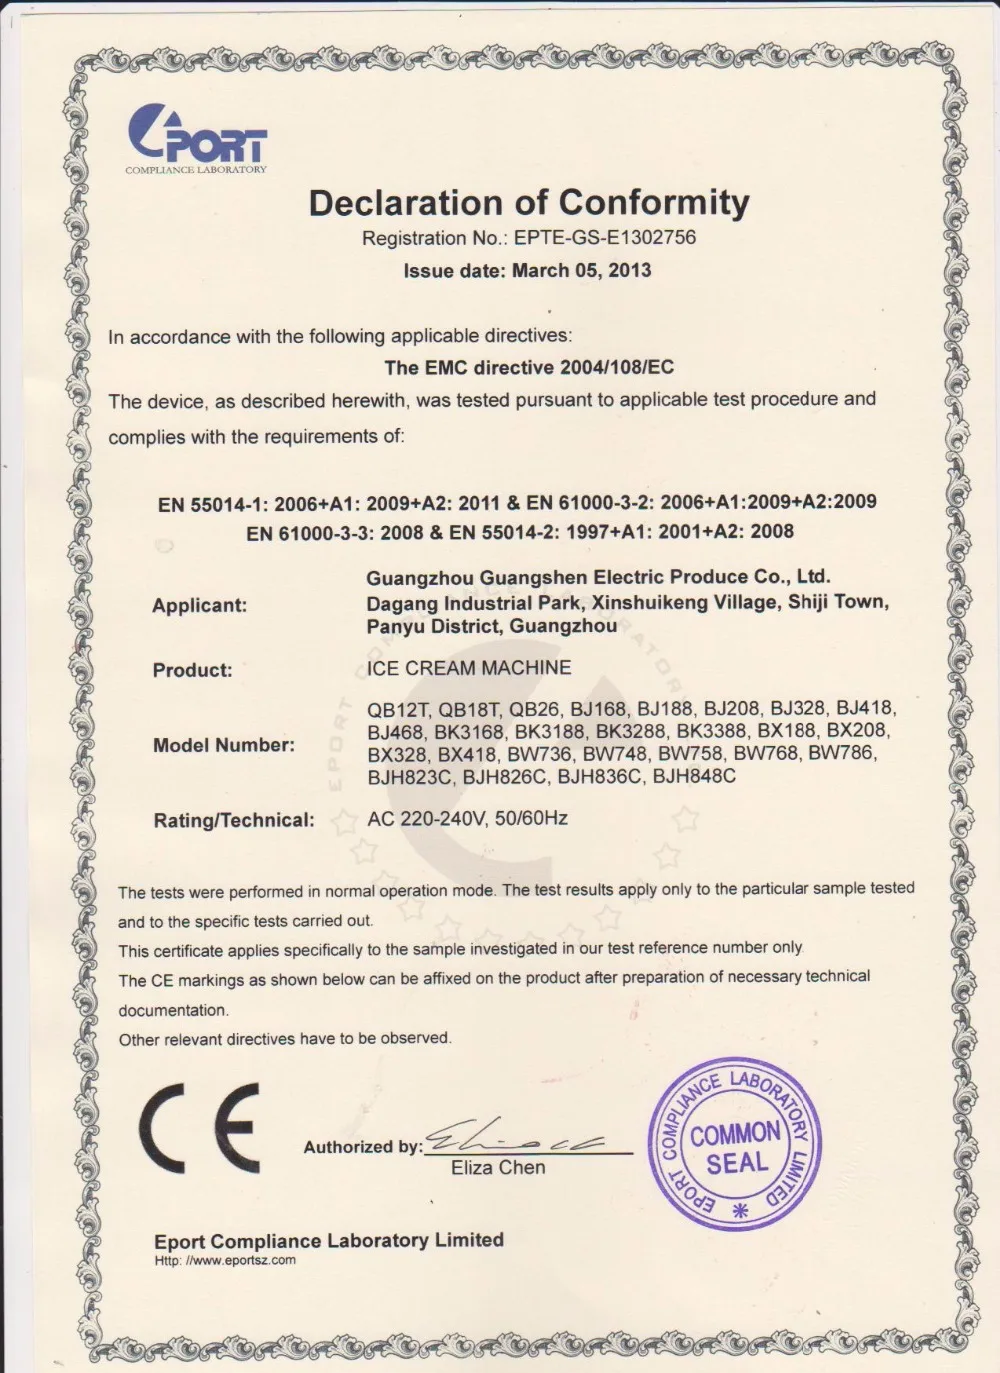 EPORT
COMPLIANCE LABORATORY
Declaration of Conformity
Registration No.: EPTE-GS-E1302756
Issue date: March 05, 2013
In accordance with the following applicable directives:
The EMC directive 2004/108/EC
The device, as described herewith, was tested pursuant to applicable test procedure and
complies with the requirements of:
EN 55014-1: 2006+A1: 2009+A2: 2011 & EN 61000-3-2: 2006+A1:2009+A2:2009
EN 61000-3-3: 2008 & EN 55014-2: 1997+A1: 2001+A2: 2008
Applicant:
Guangzhou Guangshen Electric Produce Co., Ltd.
Dagang Industrial Park, Xinshuikeng Village, Shiji Town,
Panyu District, Guangzhou
Product:
ICE CREAM MACHINE
Model Number:
QB12T, QB18T, QB26, BJ168, BJ188, BJ208, BJ328, BJ418,
BJ468, BK3168, BK3188, BK3288, BK3388, BX188, BX208,
BX328, BX418, BW736, BW748, BW758, BW768, BW786,
BJH823C, BJH826C, BJH836C, BJH848C
Rating/Technical:
AC 220-240V, 50/60Hz
EPORT COMPLIANCE LABORATORY
The tests were performed in normal operation mode. The test results apply only to the particular sample tested
and to the specific tests carried out.
This certificate applies specifically to the sample investigated in our test reference number only
The CE markings as shown below can be affixed on the product after preparation of necessary technical
documentation.
Other relevant directives have to be observed.
CE
Authorized by:
Eliza Chen
EPORT COMPLIANCE LABORATORY LIMITED
COMMON
SEAL
Eport Compliance Laboratory Limited
Http: //www.eportsz.com